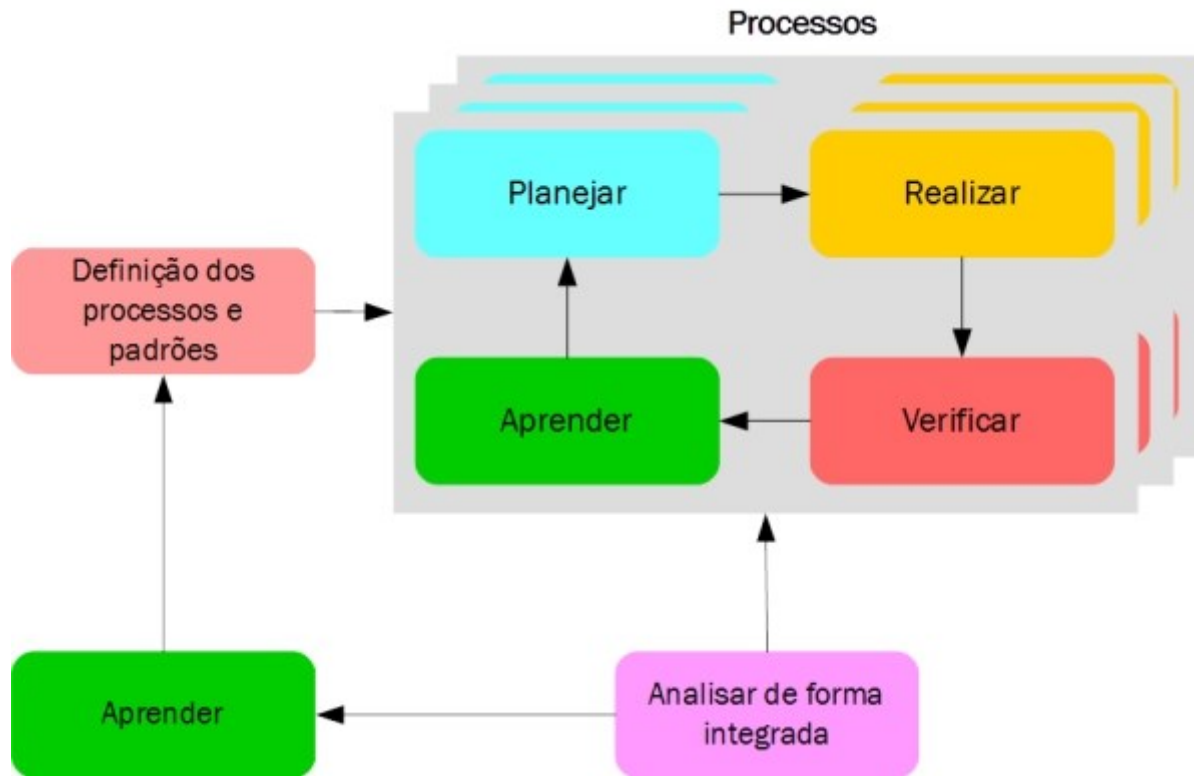 Processos
Planejar
Realizar
Definição dos
processos e
padrões
Aprender
Verificar
Aprender
Analisar de forma
integrada